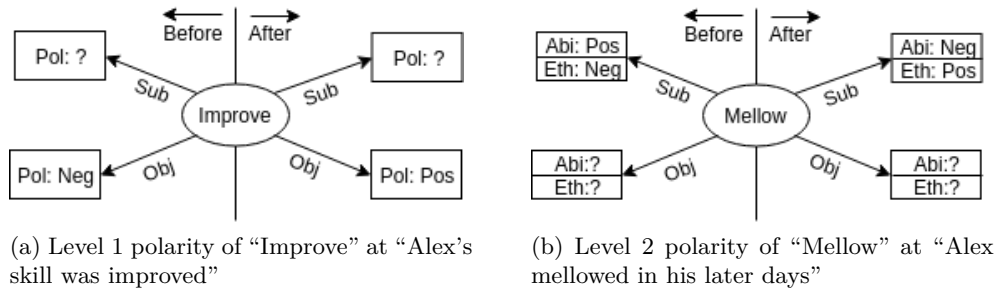 Before After
Pol: ?
Pol: ?
Sub
Sub
Improve
Obj
Obj
Pol: Neg
Pol: Pos
(a) Level 1 polarity of “Improve” at “Alex’s
skill was improved”
Before After
Abi: Pos
Eth: Neg
Abi: Neg
Eth: Pos
Sub
Sub
Mellow
Obj
Obj
Abi:?
Eth:?
Abi:?
Eth:?
(b) Level 2 polarity of “Mellow” at “Alex
mellowed in his later days”